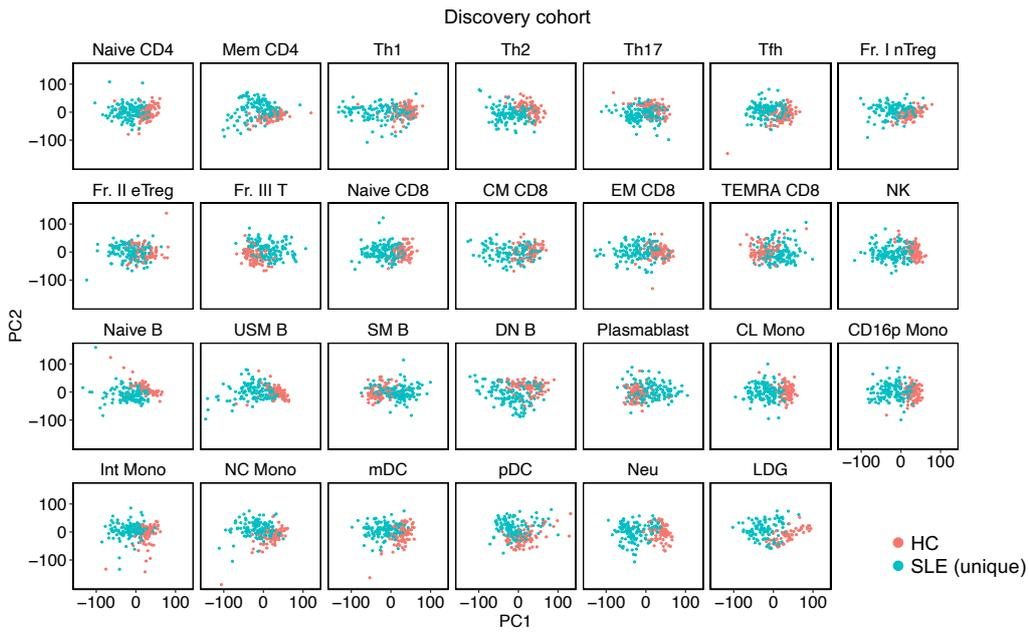 Discovery cohort
Naive CD4 Mem CD4 Th1 Th2 Th17 Tfh Fr. I nTreg
100
0
−100
Fr. II eTreg Fr. III T Naive CD8 CM CD8 EM CD8 TEMRA CD8 NK
100
0
−100
PC2
Naive B USM B SM B DN B Plasmablast CL Mono CD16p Mono
100
0
−100
−100 0 100
Int Mono NC Mono mDC pDC Neu LDG
100
0
−100
HC
SLE (unique)
−100 0 100 −100 0 100 −100 0 100 −100 0 100 −100 0 100 −100 0 100
PC1